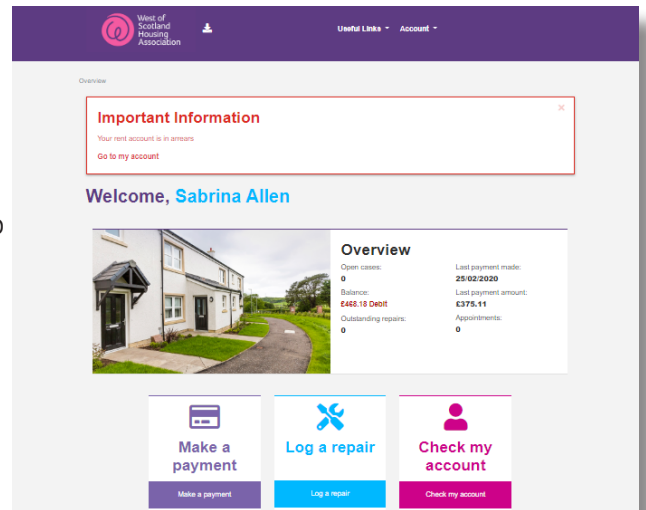 West of
Scotland
Housing
Association
Useful Links Account
Overview
Important Information
×
Your rent account is in arrears
Go to my account
Welcome, Sabrina Allen
Overview
Open cases:
0
Balance:
£468.18 Debit
Outstanding repairs:
0
Last payment made:
25/02/2020
Last payment amount:
£375.11
Appointments:
0
Make a
payment
Make a payment
Log a repair
Log a repair
Check my
account
Check my account